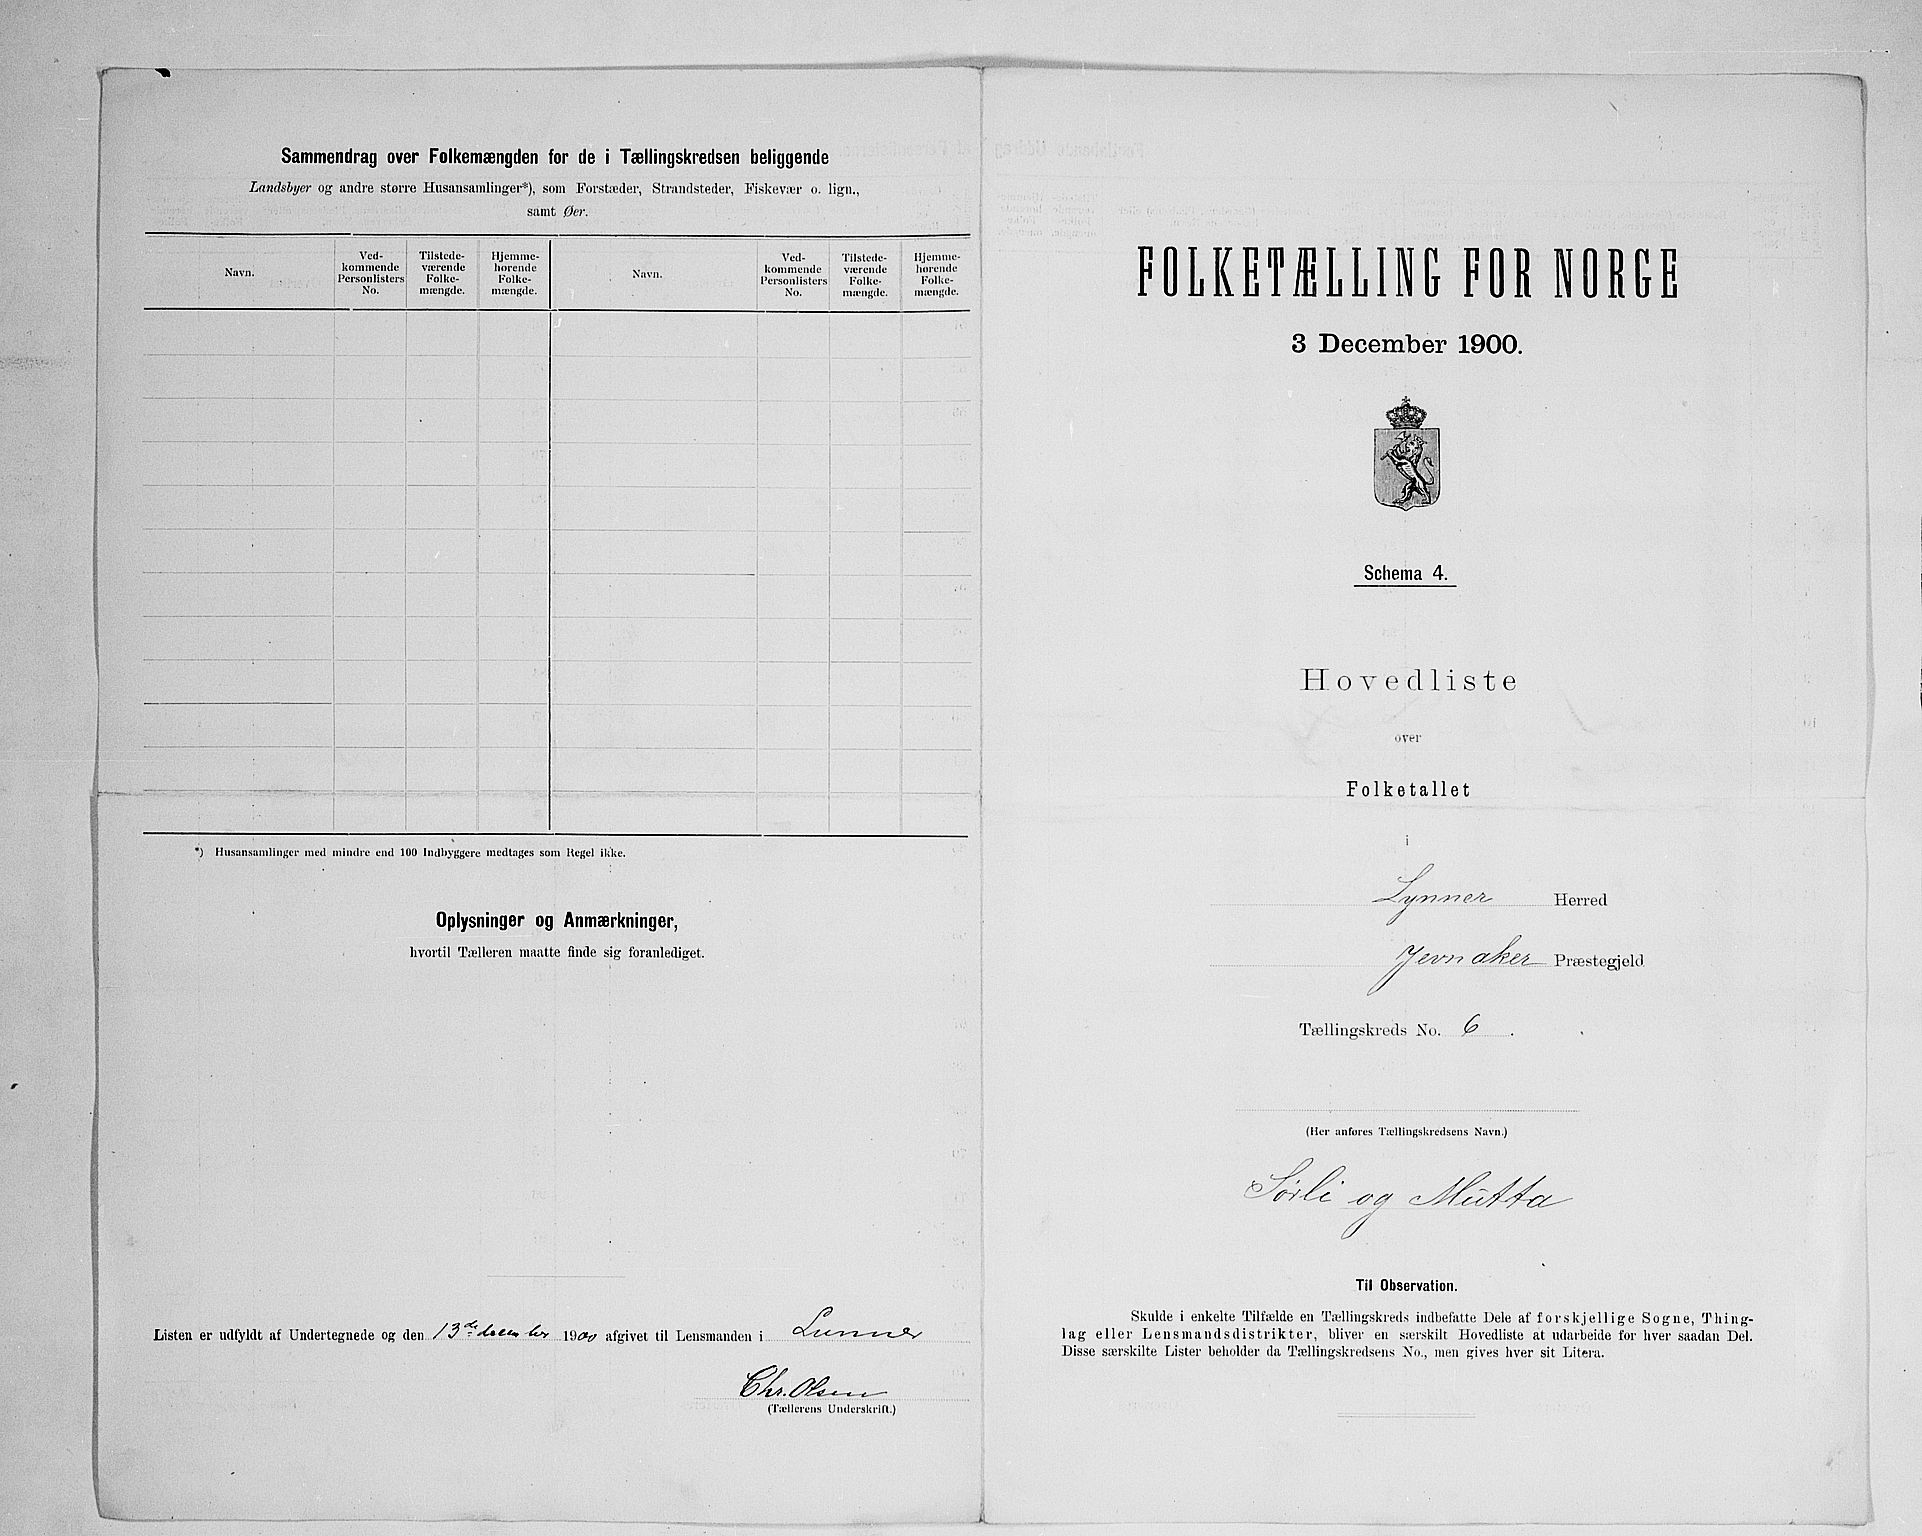 Sammendrag over Folkemængden for de i Tællingskredsen beliggende
Landsbyer og andre større Husansamlinger*), som Forstæder, Strandsteder, Fiskevær o. lign.,
samt Øer.
Navn.
Ved-
kommende
Personlisters
No.
Tilstede-
værende
Folke-
mængde.
Hjemme-
hørende
Folke-
mængde.
Navn.
Ved-
kommende
Personlisters
No.
Tilstede-
værende
Folke-
mængde.
Hjemme-
hørende
Folke-
mængde.
*) Husansamlinger med mindre end 100 Indbyggere medtages som Regel ikke.
Oplysninger og Anmærkninger,
hvortil Tælleren maatte finde sig foranlediget.
Listen er udfyldt af Undertegnede og den 13de december 1900 afgivet til Lensmanden i Lunner
Chr. Olsen
(Tællerens Underskrift.)
FOLKETÆLLING FOR NORGE
3 December 1900.
Schema 4.
Hovedliste
over
Folketallet
i
Lynner Herred
Jevnaker Præstegjeld
Tællingskreds No. 6.
(Her anføres Tællingskredsens Navn.)
Sørli og Mutta
Til Observation.
Skulde i enkelte Tilfælde en Tællingskreds indbefatte Dele af forskjellige Sogne, Thing-
lag eller Lensmandsdistrikter, bliver en særskilt Hovedliste at udarbeide for hver saadan Del.
Disse særskilte Lister beholder da Tællingskredsens No., men gives hver sit Litera.